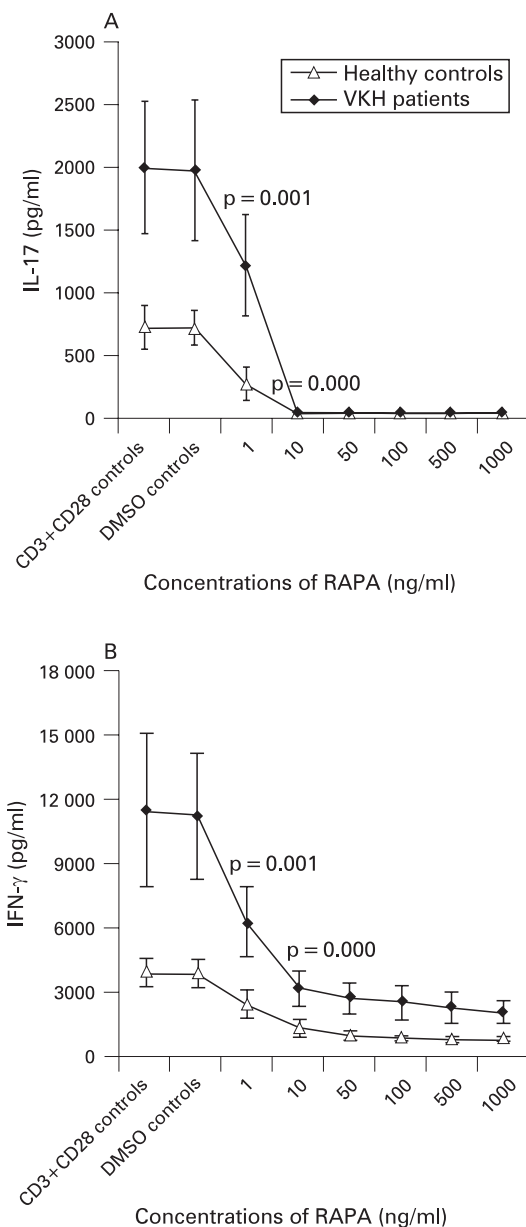 A
3000
2500
2000
1500
1000
500
0
IL-17 (pg/ml)
Healthy controls
VKH patients
p = 0.001
p = 0.000
CD3+CD28 controls
DMSO controls
1
10
50
100
500
1000
Concentrations of RAPA (ng/ml)
B
18 000
15 000
12 000
9000
6000
3000
0
IFN-γ (pg/ml)
p = 0.001
p = 0.000
CD3+CD28 controls
DMSO controls
1
10
50
100
500
1000
Concentrations of RAPA (ng/ml)